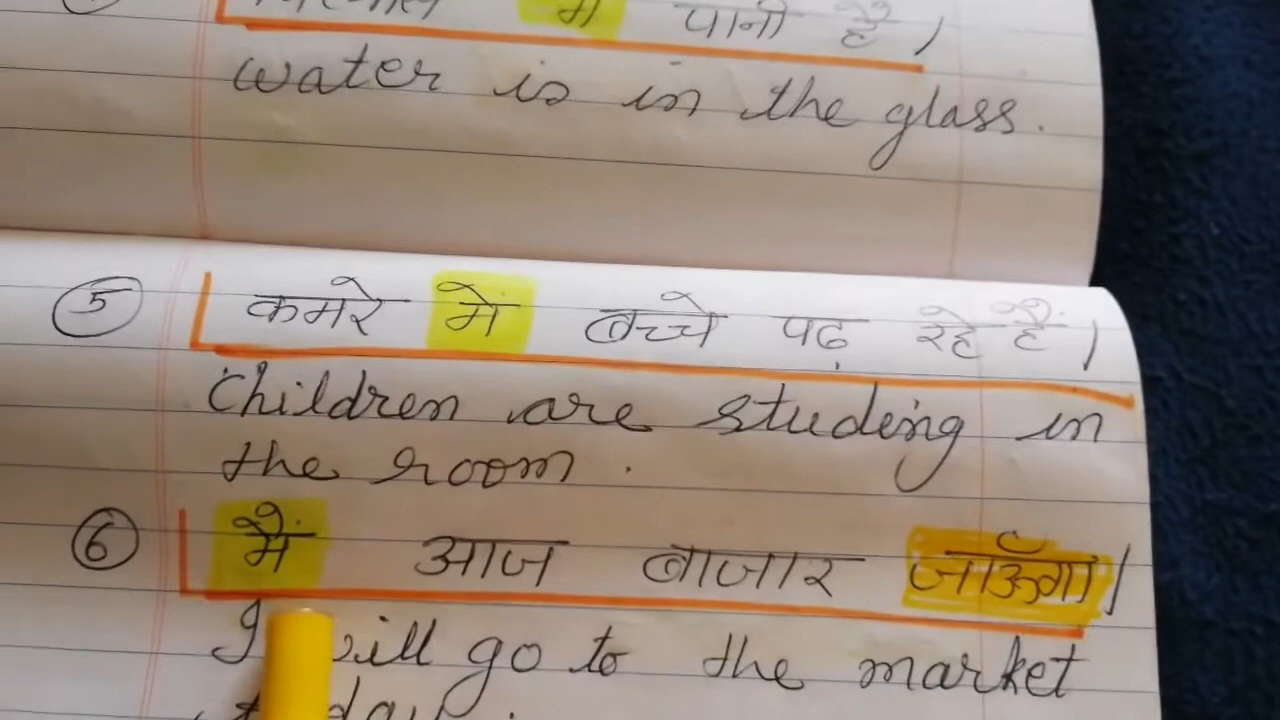 में पानी है।
water is in the glass.
5 कमरे में बच्चे पढ़ रहे हैं।
Children are studeing in
the room.
6 मैं आज बाजार जाऊँगा।
I will go to the market